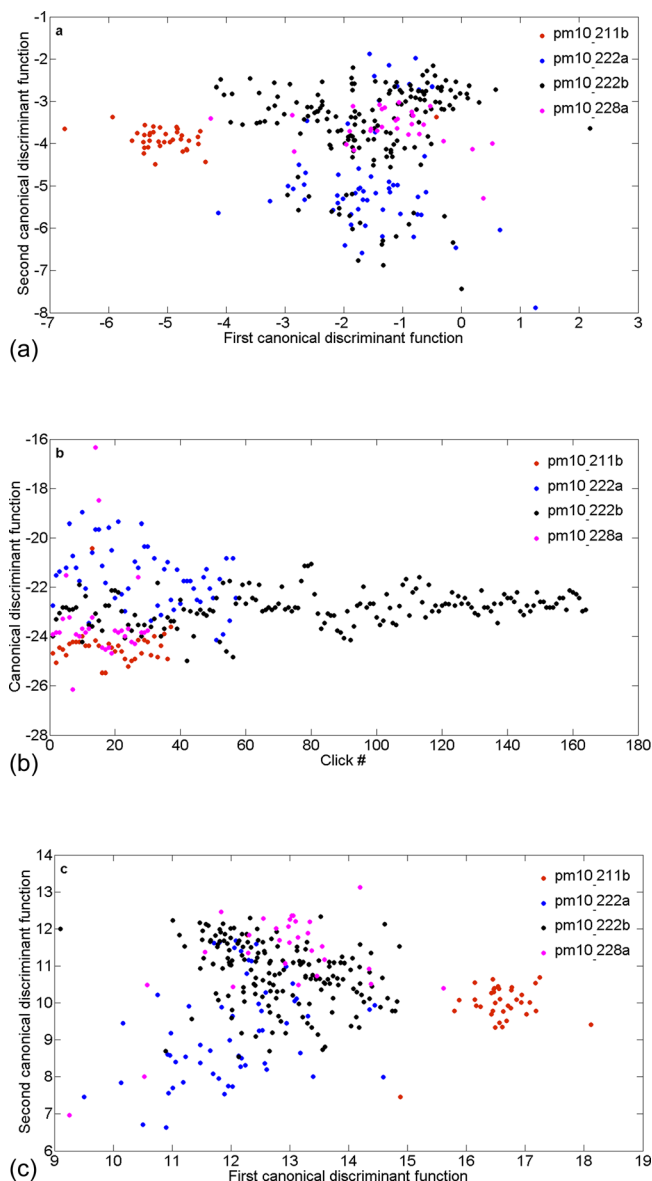 -1
a
pm10_211b
-2
pm10_222a
pm10_222b
-3
pm10_228a
-4
-5
-6
-7
-8
Second canonical discriminant function
-7 -6 -5 -4 -3 -2 -1 0 1 2 3
First canonical discriminant function
(a)
-16
b
pm10_211b
-18
pm10_222a
pm10_222b
pm10_228a
-20
-22
-24
-26
-28
Canonical discriminant function
0 20 40 60 80 100 120 140 160 180
Click #
(b)
14
c
pm10_211b
13
pm10_222a
pm10_222b
12
pm10_228a
11
10
9
8
7
6
Second canonical discriminant function
9 10 11 12 13 14 15 16 17 18 19
First canonical discriminant function
(c)